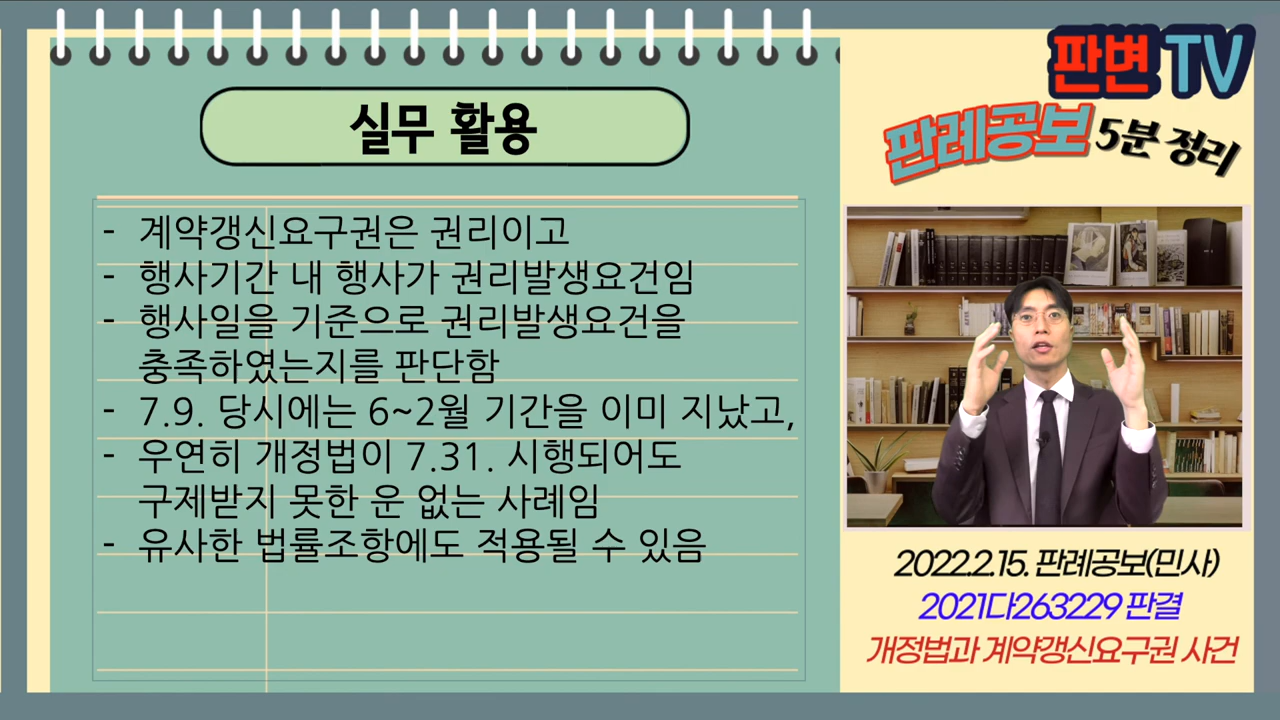 실무 활용
- 계약갱신요구권은 권리이고
- 행사기간 내 행사가 권리발생요건임
- 행사일을 기준으로 권리발생요건을
충족하였는지를 판단함
- 7.9. 당시에는 6~2월 기간을 이미 지났고,
- 우연히 개정법이 7.31. 시행되어도
구제받지 못한 운 없는 사례임
- 유사한 법률조항에도 적용될 수 있음
판변 TV
판례공보 5분 정리
2022.2.15. 판례공보(민사)
2021다263229 판결
개정법과 계약갱신요구권 사건